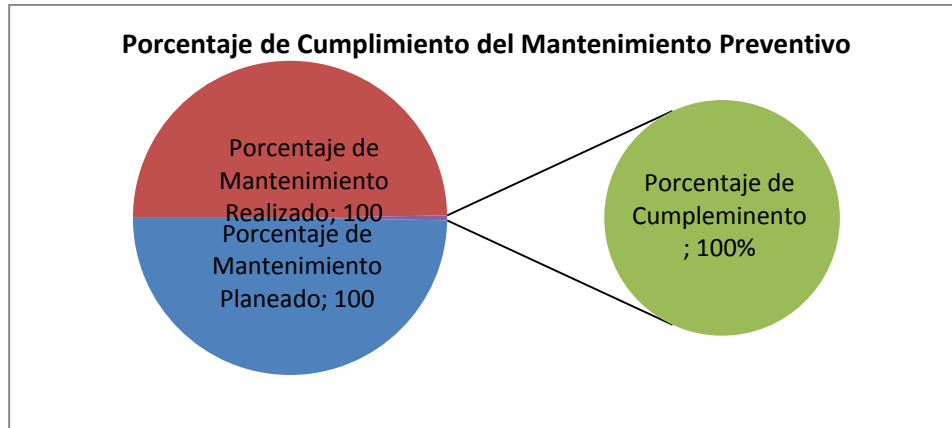 Porcentaje de Cumplimiento del Mantenimiento Preventivo
Porcentaje de
Mantenimiento
Realizado; 100
Porcentaje de
Mantenimiento
Planeado; 100
Porcentaje de
Cumpleminento
; 100%